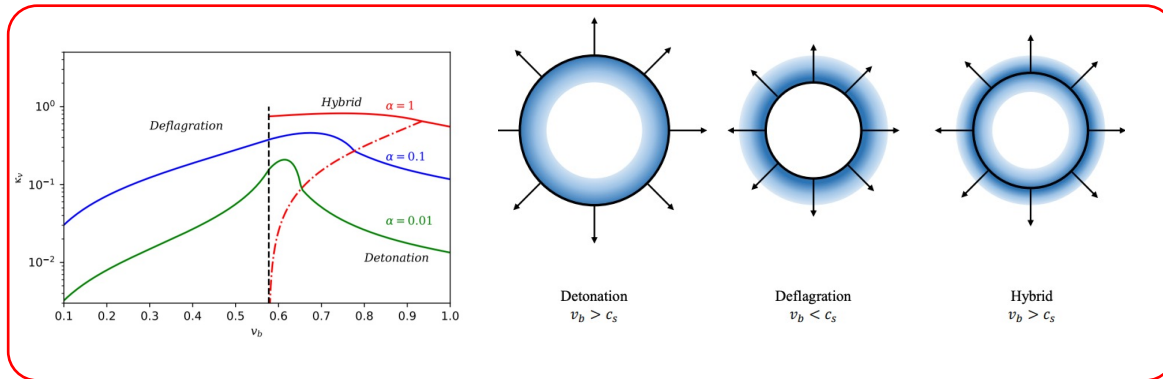 Hybrid
α = 1
Deflagration
α = 0.1
α = 0.01
Detonation
10⁰
10⁻¹
10⁻²
κᵥ
0.1 0.2 0.3 0.4 0.5 0.6 0.7 0.8 0.9 1.0
v_b
Detonation
v_b > c_s
Deflagration
v_b < c_s
Hybrid
v_b > c_s